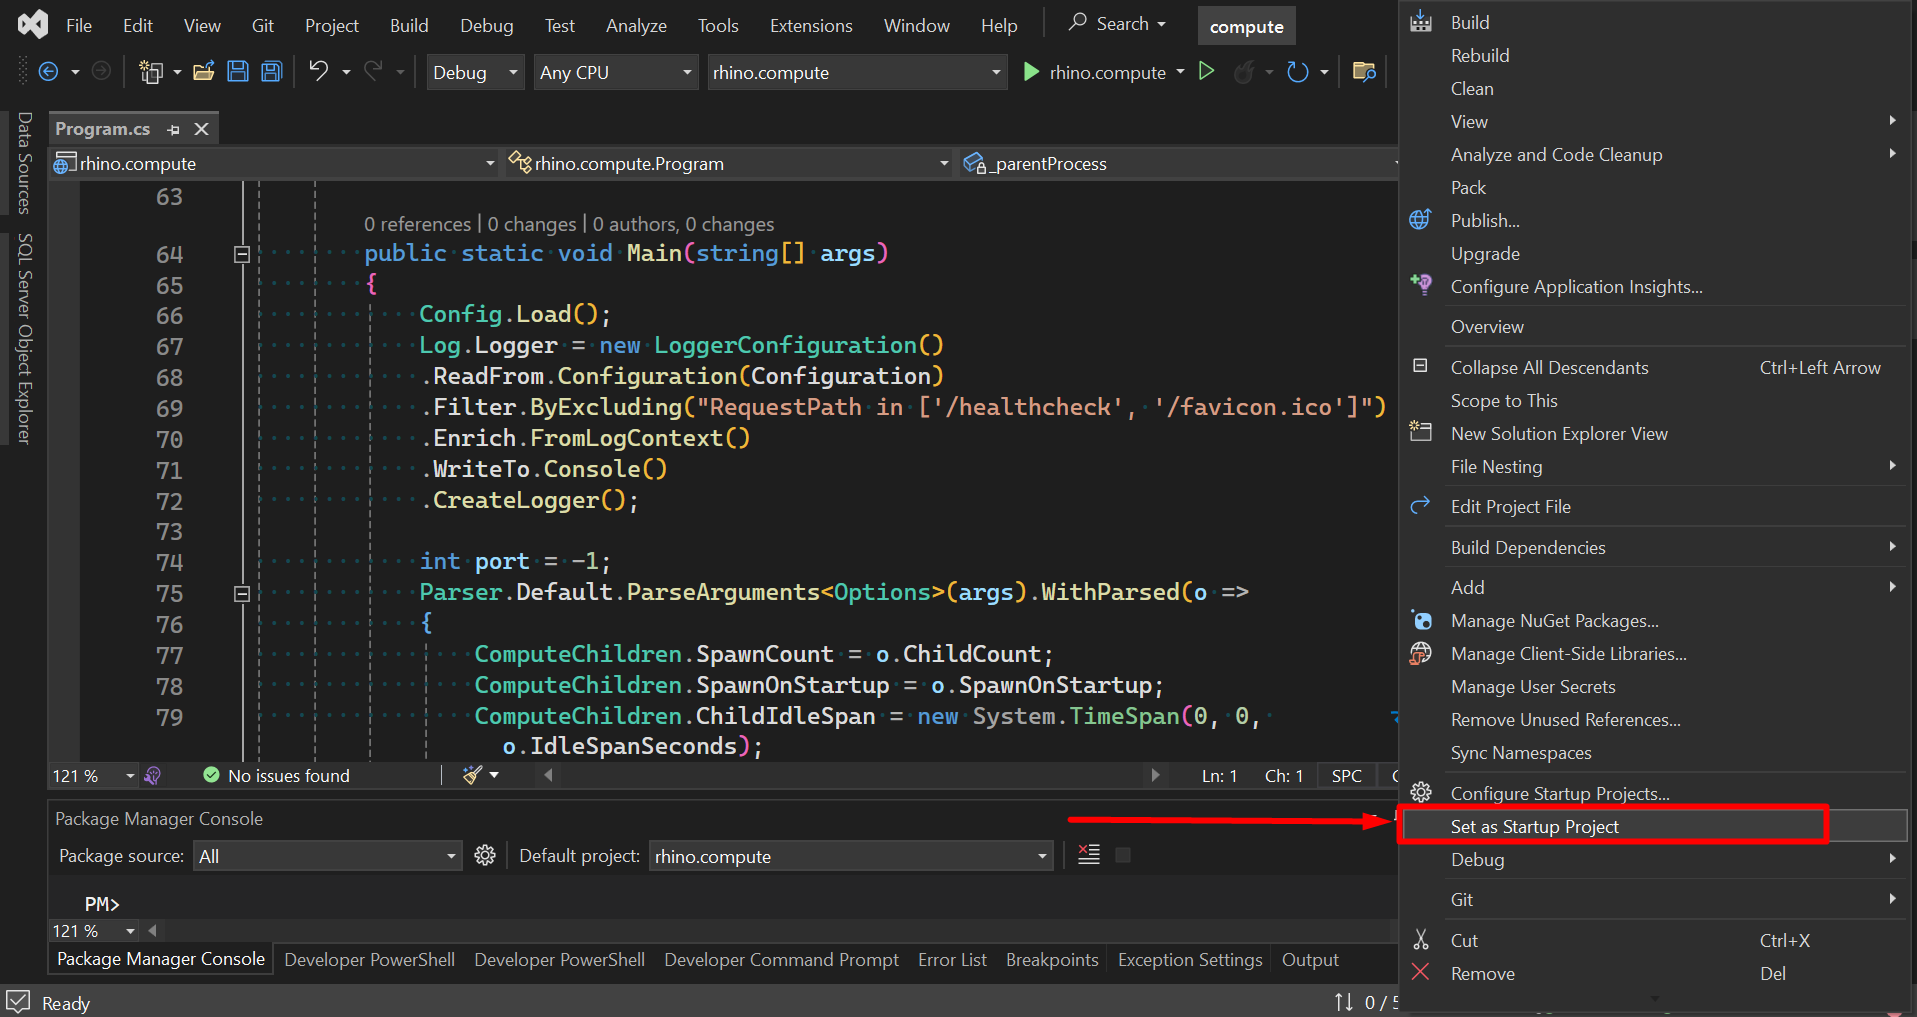 File Edit View Git Project Build Debug Test Analyze Tools Extensions Window Help Search compute
Debug Any CPU rhino.compute rhino.compute
Data Sources
SQL Server Object Explorer
Program.cs
rhino.compute rhino.compute.Program _parentProcess
63
0 references | 0 changes | 0 authors, 0 changes
64 public static void Main(string[] args)
65 {
66 Config.Load();
67 Log.Logger = new LoggerConfiguration()
68 .ReadFrom.Configuration(Configuration)
69 .Filter.ByExcluding("RequestPath in ['/healthcheck', '/favicon.ico']")
70 .Enrich.FromLogContext()
71 .WriteTo.Console()
72 .CreateLogger();
73
74 int port = -1;
75 Parser.Default.ParseArguments<Options>(args).WithParsed(o =>
76 {
77 ComputeChildren.SpawnCount = o.ChildCount;
78 ComputeChildren.SpawnOnStartup = o.SpawnOnStartup;
79 ComputeChildren.ChildIdleSpan = new System.TimeSpan(0, 0,
o.IdleSpanSeconds);
121 % No issues found Ln: 1 Ch: 1 SPC
Package Manager Console
Package source: All Default project: rhino.compute
PM>
121 %
Package Manager Console Developer PowerShell Developer PowerShell Developer Command Prompt Error List Breakpoints Exception Settings Output
Ready 0 / 5
Build
Rebuild
Clean
View
Analyze and Code Cleanup
Pack
Publish...
Upgrade
Configure Application Insights...
Overview
Collapse All Descendants Ctrl+Left Arrow
Scope to This
New Solution Explorer View
File Nesting
Edit Project File
Build Dependencies
Add
Manage NuGet Packages...
Manage Client-Side Libraries...
Manage User Secrets
Remove Unused References...
Sync Namespaces
Configure Startup Projects...
Set as Startup Project
Debug
Git
Cut Ctrl+X
Remove Del